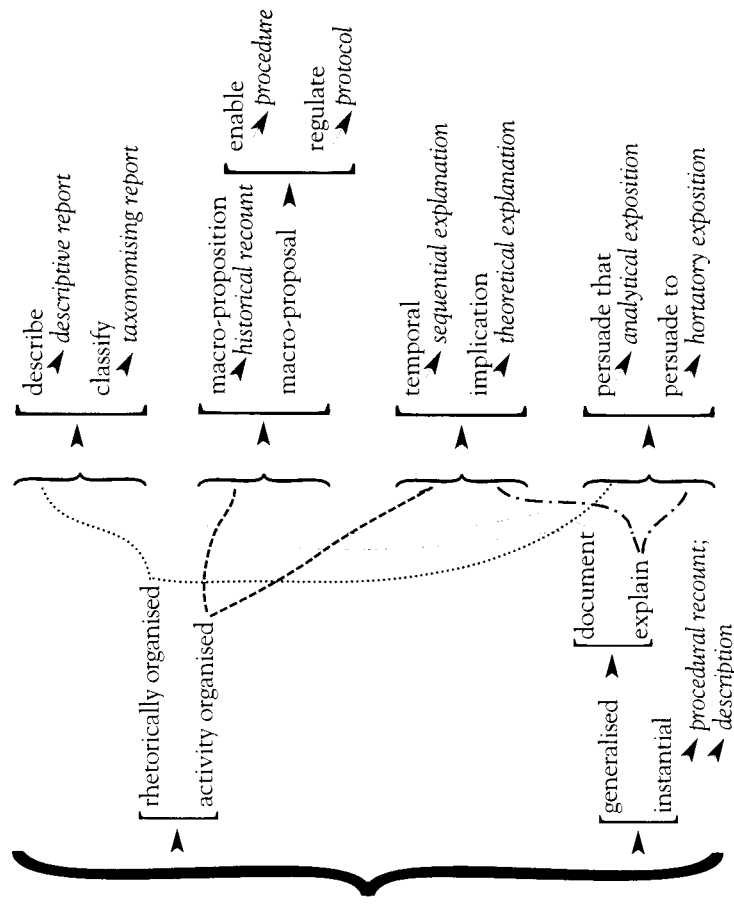 rhetorically organised
activity organised
generalised
instantial
procedural recount;
description
document
explain
describe
descriptive report
classify
taxonomising report
macro-proposition
historical recount
macro-proposal
enable
procedure
regulate
protocol
temporal
sequential explanation
implication
theoretical explanation
persuade that
analytical exposition
persuade to
hortatory exposition